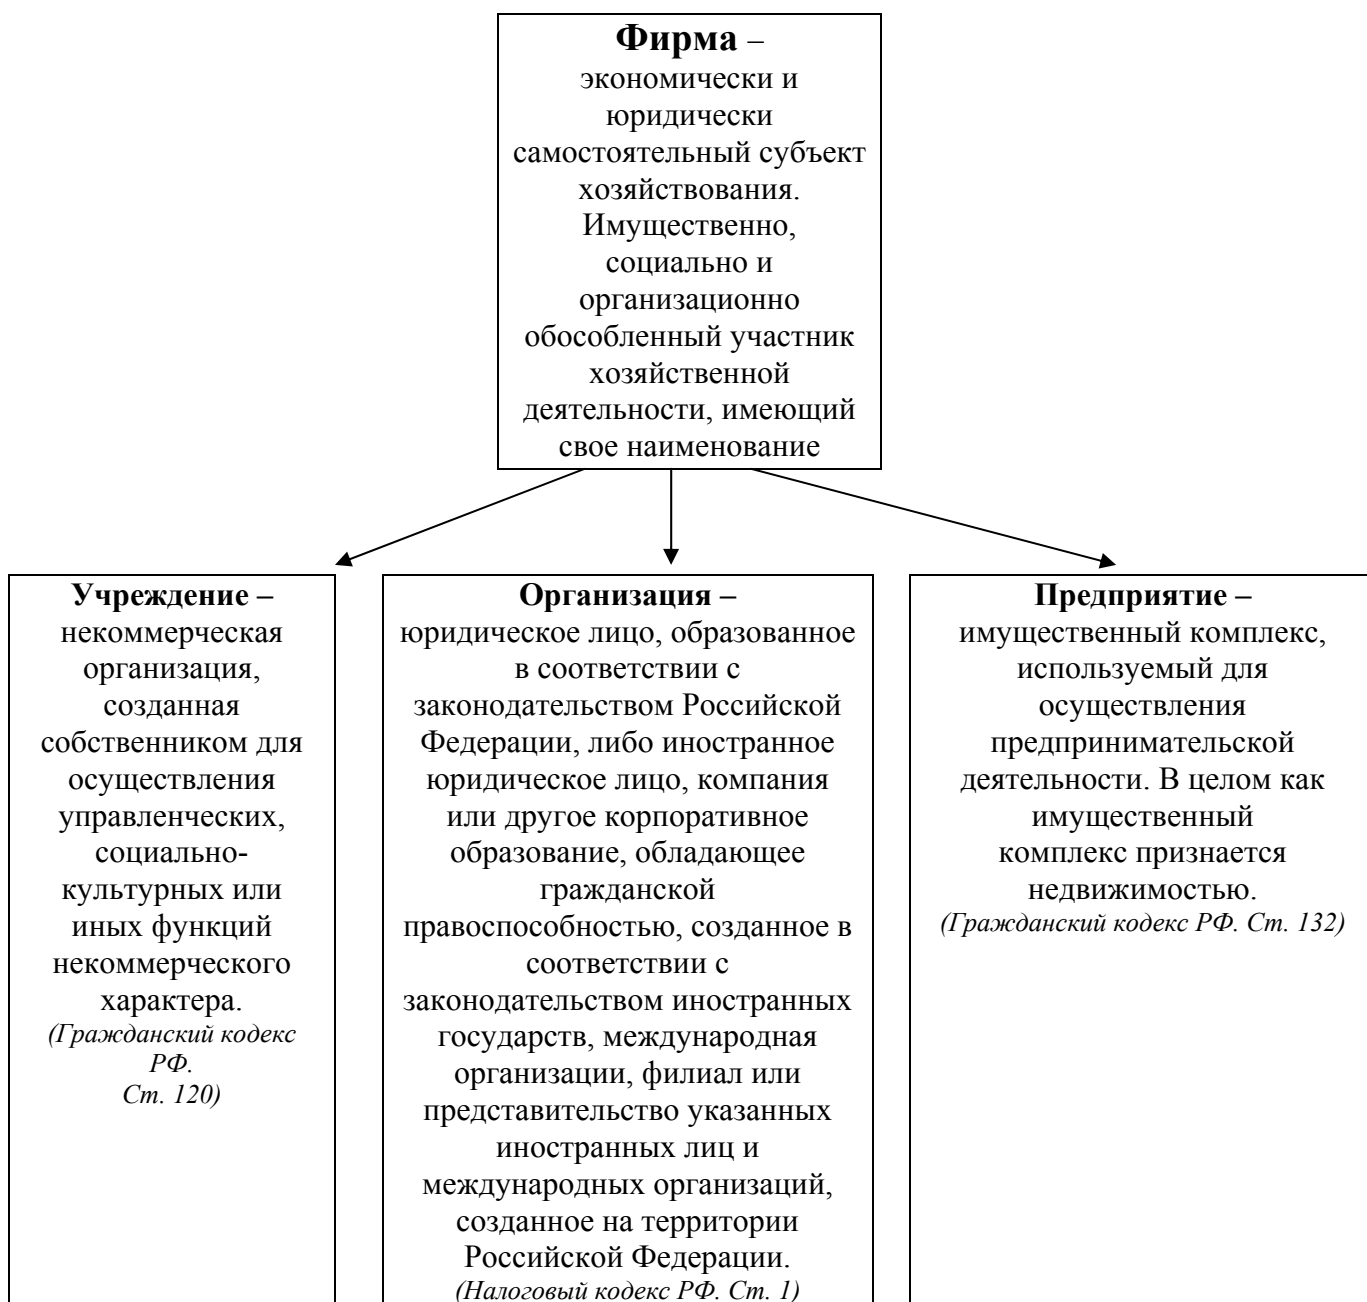 Фирма –
экономически и
юридически
самостоятельный субъект
хозяйствования.
Имущественно,
социально и
организационно
обособленный участник
хозяйственной
деятельности, имеющий
свое наименование
Учреждение –
некоммерческая
организация,
созданная
собственником для
осуществления
управленческих,
социально-
культурных или
иных функций
некоммерческого
характера.
(Гражданский кодекс
РФ.
Ст. 120)
Организация –
юридическое лицо, образованное
в соответствии с
законодательством Российской
Федерации, либо иностранное
юридическое лицо, компания
или другое корпоративное
образование, обладающее
гражданской
правоспособностью, созданное в
соответствии с
законодательством иностранных
государств, международная
организации, филиал или
представительство указанных
иностранных лиц и
международных организаций,
созданное на территории
Российской Федерации.
(Налоговый кодекс РФ. Ст. 1)
Предприятие –
имущественный комплекс,
используемый для
осуществления
предпринимательской
деятельности. В целом как
имущественный
комплекс признается
недвижимостью.
(Гражданский кодекс РФ. Ст. 132)